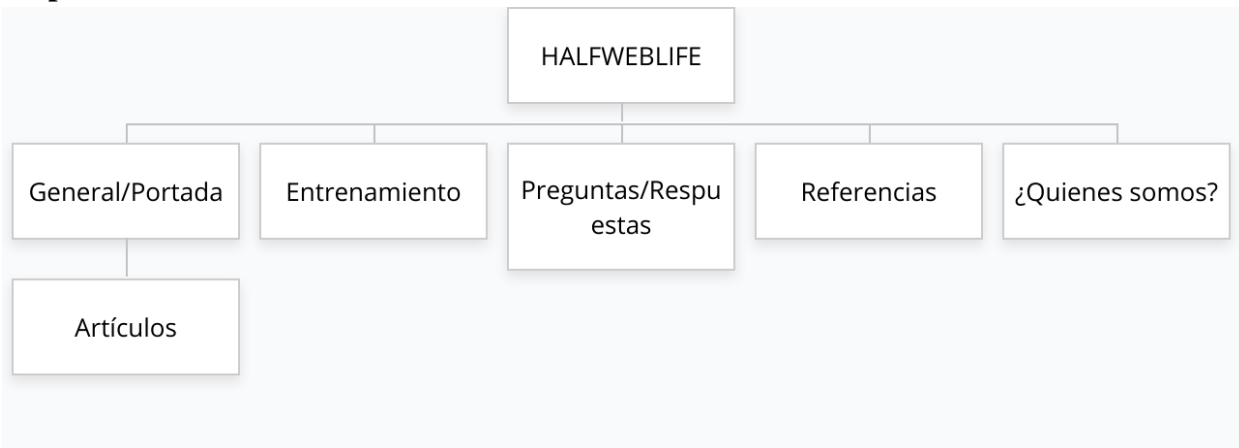 HALFWEBLIFE
General/Portada
Entrenamiento
Preguntas/Respu
estas
Referencias
¿Quienes somos?
Artículos